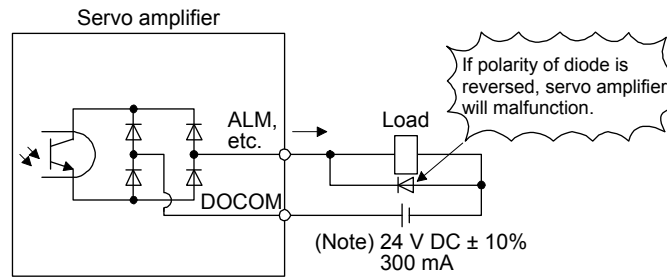 Servo amplifier
If polarity of diode is
reversed, servo amplifier
will malfunction.
ALM,
etc.
Load
DOCOM
(Note) 24 V DC ± 10%
300 mA